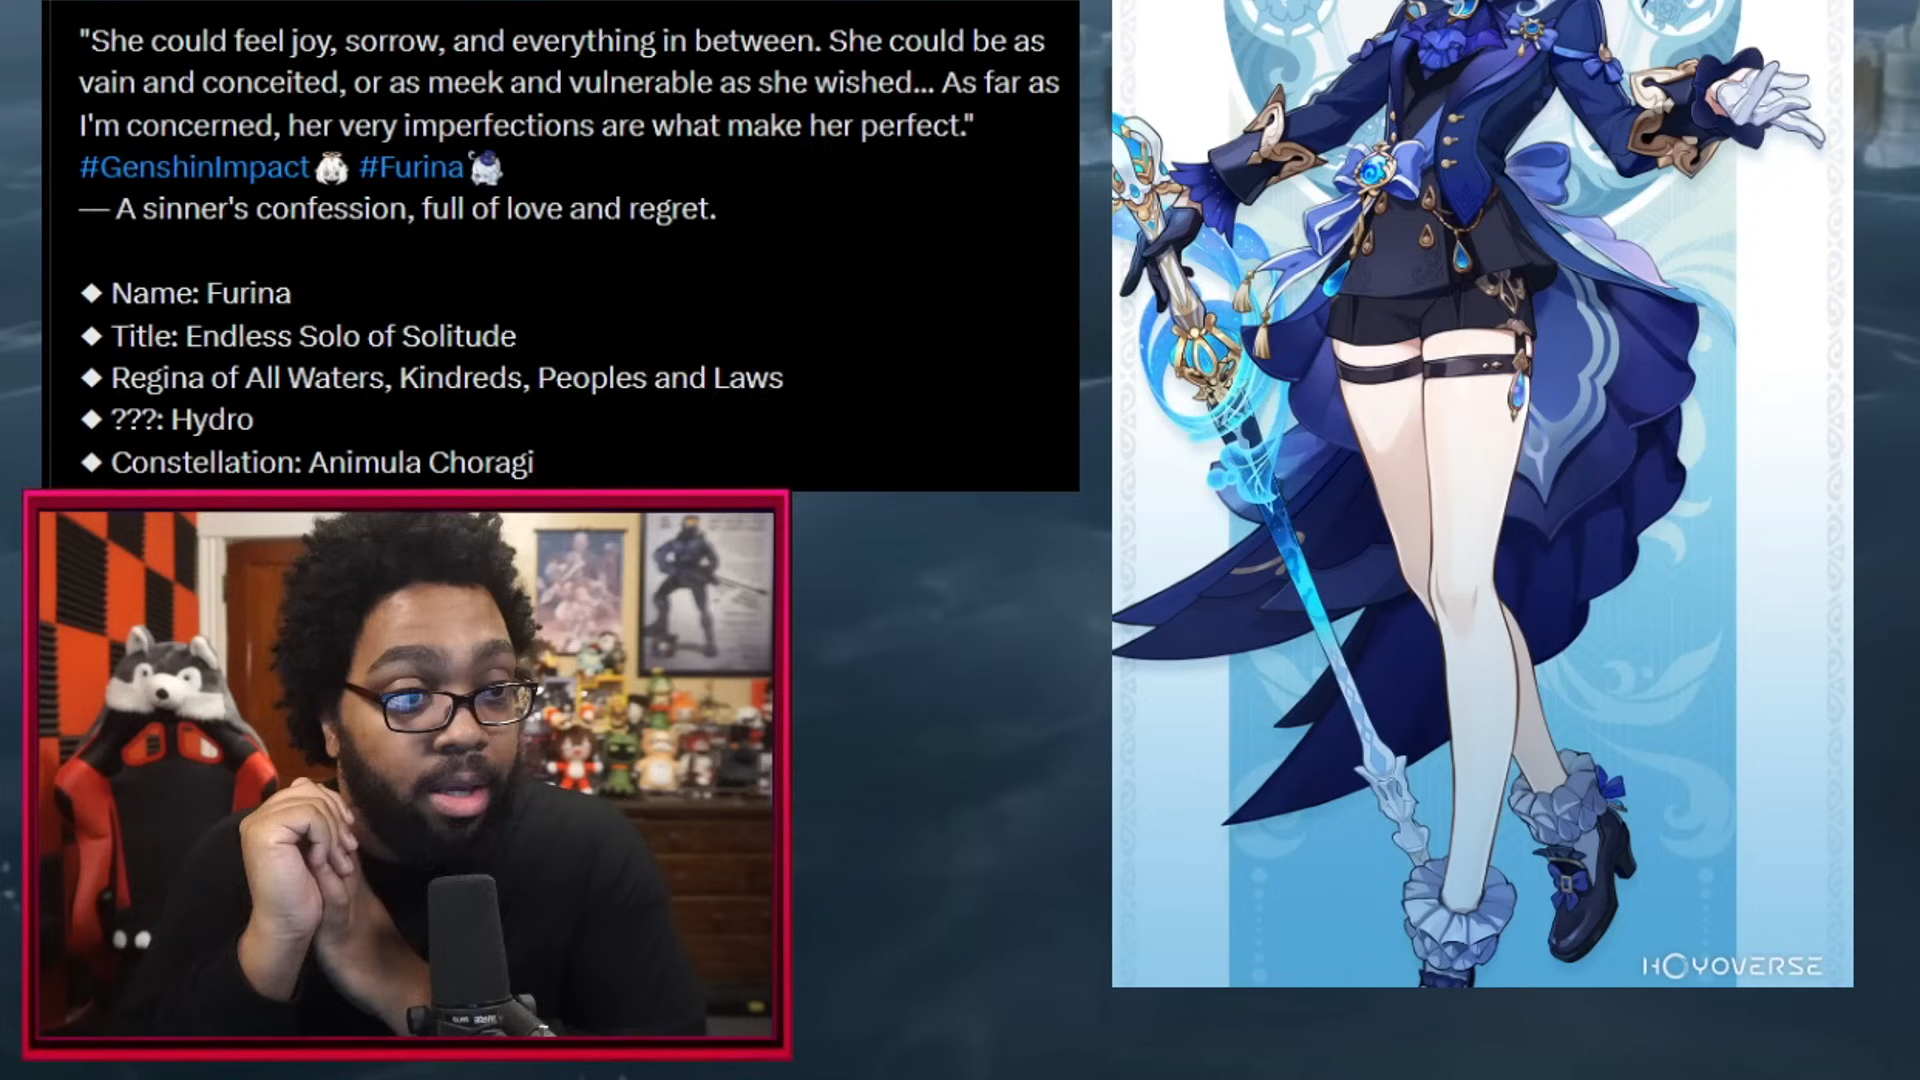 "She could feel joy, sorrow, and everything in between. She could be as
vain and conceited, or as meek and vulnerable as she wished... As far as
I'm concerned, her very imperfections are what make her perfect."
#GenshinImpact #Furina
— A sinner's confession, full of love and regret.
◆ Name: Furina
◆ Title: Endless Solo of Solitude
◆ Regina of All Waters, Kindreds, Peoples and Laws
◆ ???: Hydro
◆ Constellation: Animula Choragi
HOYOVERSE